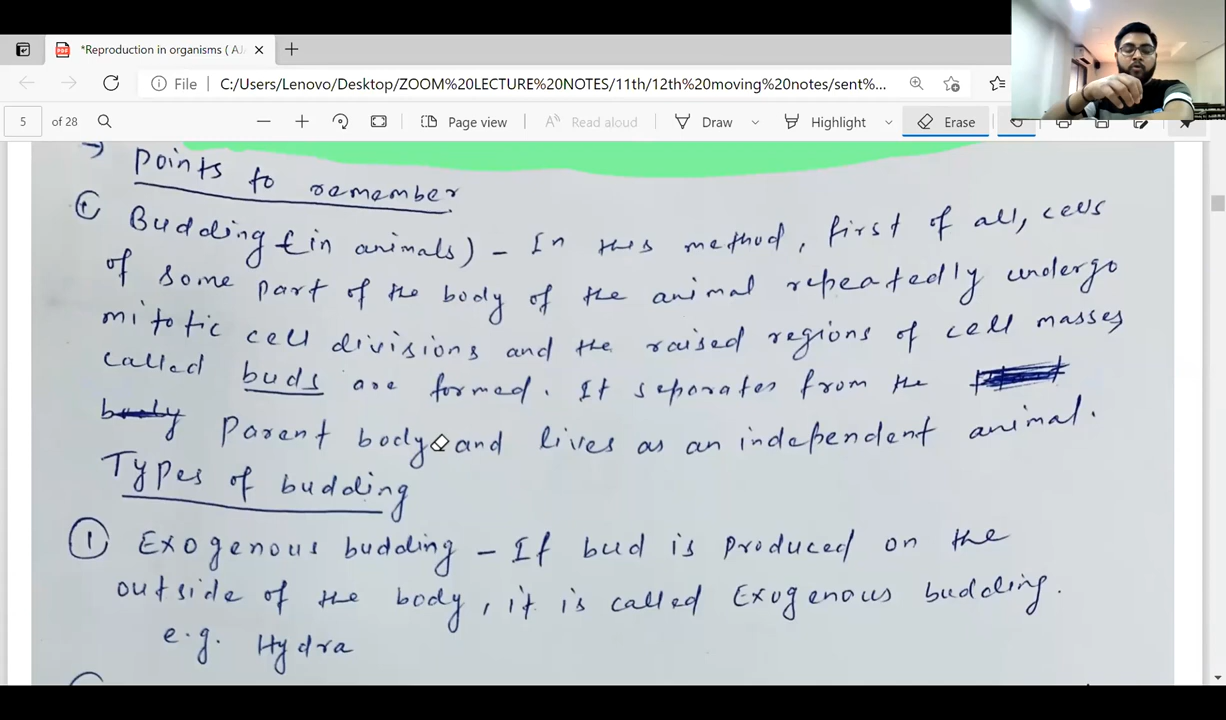 *Reproduction in organisms ( AJ
File C:/Users/Lenovo/Desktop/ZOOM%20LECTURE%20NOTES/11th/12th%20moving%20notes/sent%...
5 of 28 Page view Read aloud Draw Highlight Erase
→ Points to remember
Budding (in animals) - In this method, first of all, cells
of some part of the body of the animal repeatedly undergo
mitotic cell divisions and the raised regions of cell masses
called buds are formed. It separates from the
parent body and lives as an independent animal.
Types of budding
① Exogenous budding - If bud is produced on the
outside of the body, it is called Exogenous budding.
e.g. Hydra